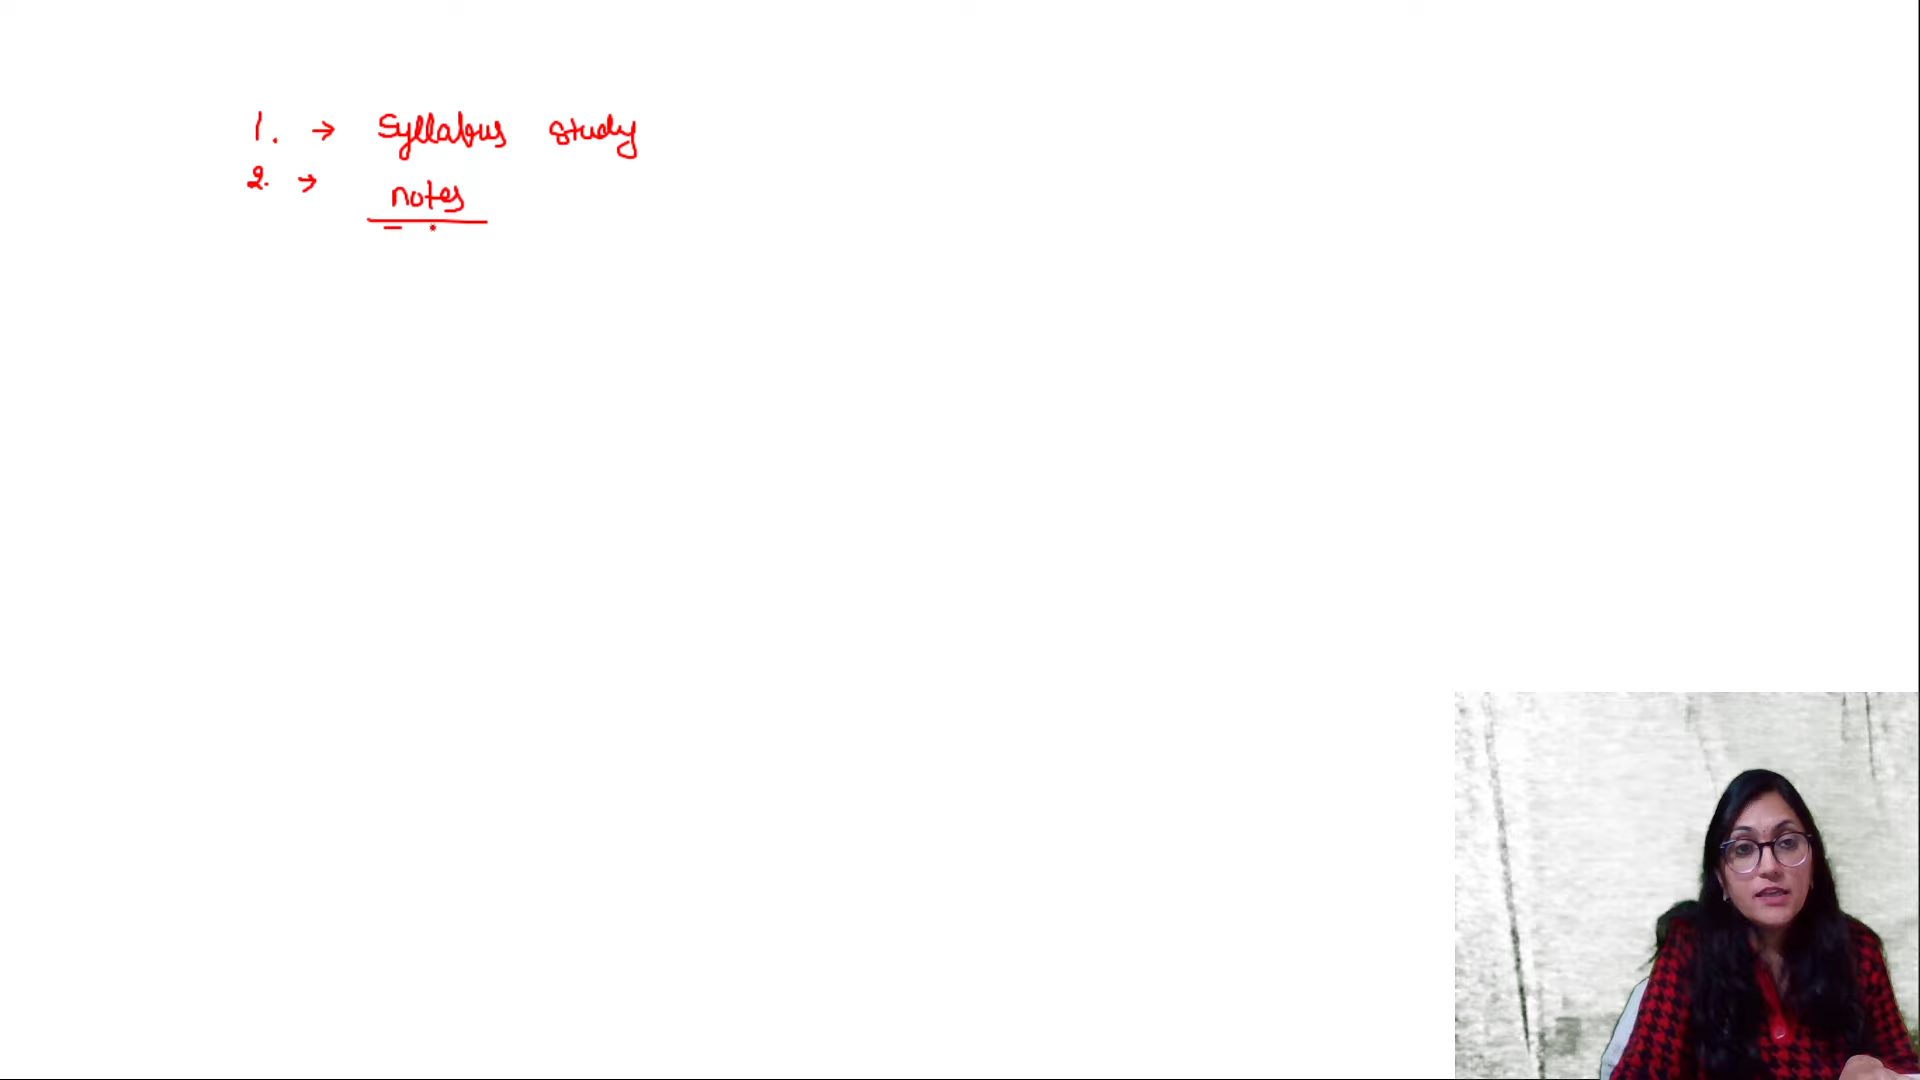 1. → Syllabus study
2. → notes